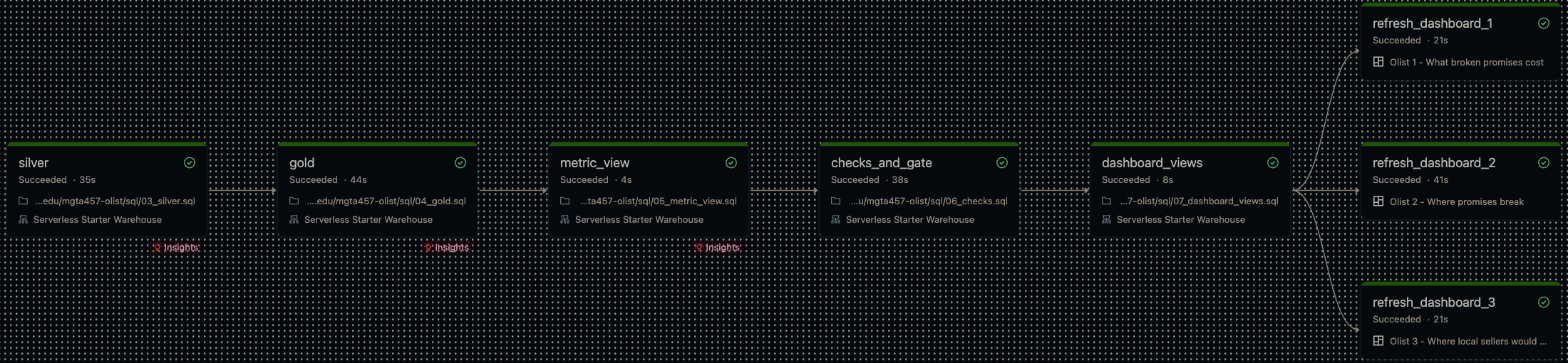 silver
Succeeded · 35s
...edu/mgta457-olist/sql/03_silver.sql
Serverless Starter Warehouse
Insights
gold
Succeeded · 44s
....edu/mgta457-olist/sql/04_gold.sql
Serverless Starter Warehouse
Insights
metric_view
Succeeded · 4s
...ta457-olist/sql/05_metric_view.sql
Serverless Starter Warehouse
Insights
checks_and_gate
Succeeded · 38s
...u/mgta457-olist/sql/06_checks.sql
Serverless Starter Warehouse
dashboard_views
Succeeded · 8s
...7-olist/sql/07_dashboard_views.sql
Serverless Starter Warehouse
refresh_dashboard_1
Succeeded · 21s
Olist 1 - What broken promises cost
refresh_dashboard_2
Succeeded · 41s
Olist 2 - Where promises break
refresh_dashboard_3
Succeeded · 21s
Olist 3 - Where local sellers would ...